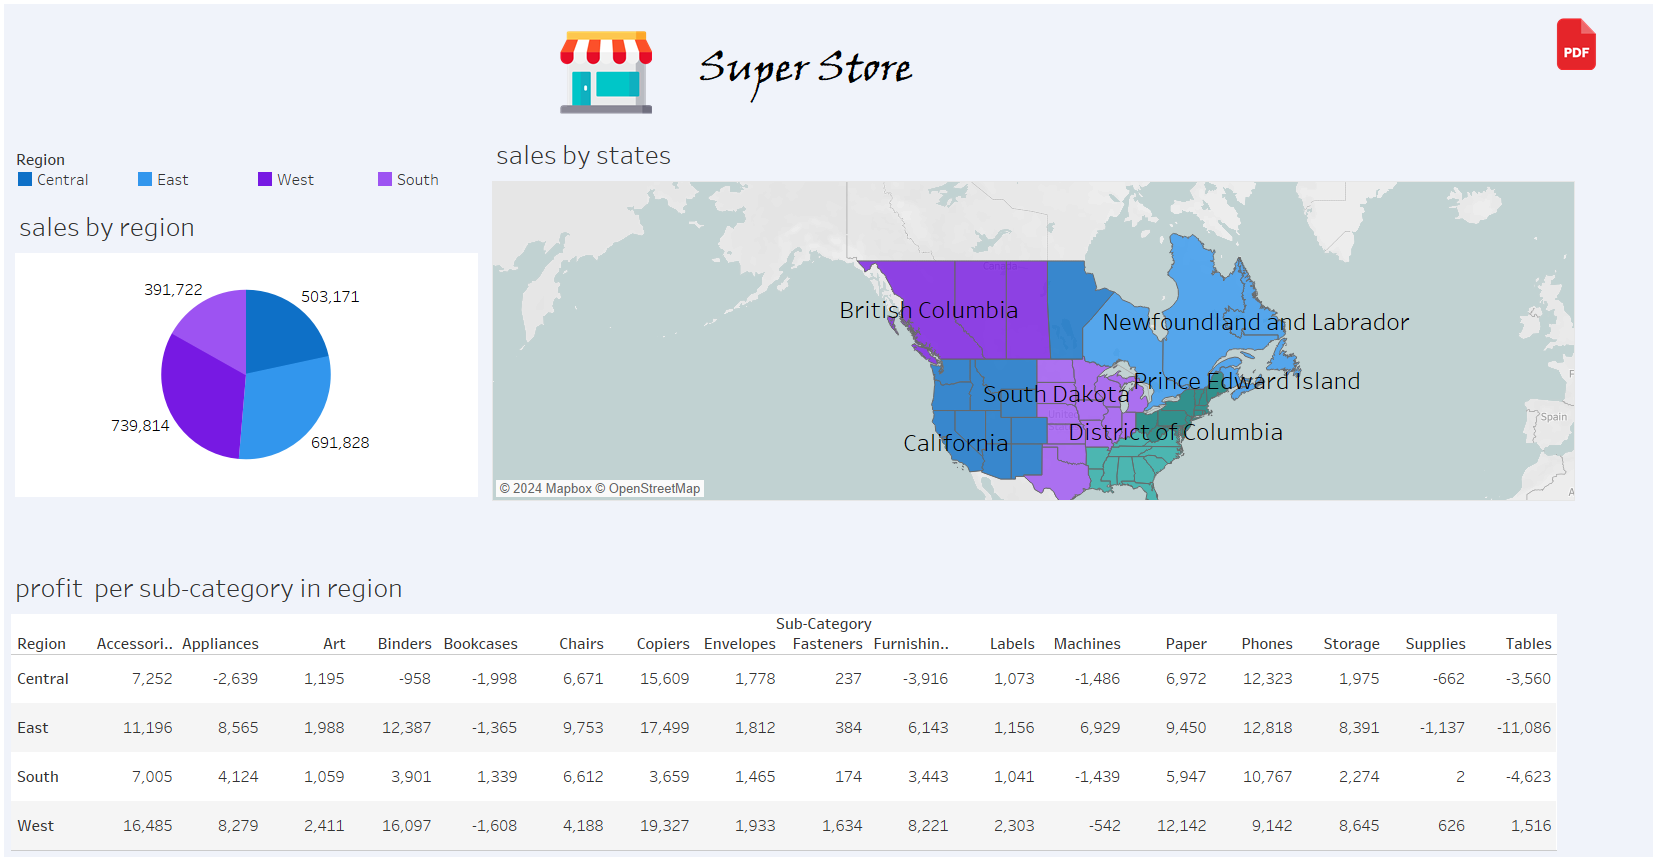 Super Store
PDF
Region
Central East West South
sales by region
391,722
503,171
739,814
691,828
sales by states
Canada
British Columbia
Newfoundland and Labrador
Prince Edward Island
South Dakota
United
District of Columbia
California
Spain
© 2024 Mapbox © OpenStreetMap
profit per sub-category in region
Sub-Category
Region Accessori.. Appliances Art Binders Bookcases Chairs Copiers Envelopes Fasteners Furnishin.. Labels Machines Paper Phones Storage Supplies Tables
Central 7,252 -2,639 1,195 -958 -1,998 6,671 15,609 1,778 237 -3,916 1,073 -1,486 6,972 12,323 1,975 -662 -3,560
East 11,196 8,565 1,988 12,387 -1,365 9,753 17,499 1,812 384 6,143 1,156 6,929 9,450 12,818 8,391 -1,137 -11,086
South 7,005 4,124 1,059 3,901 1,339 6,612 3,659 1,465 174 3,443 1,041 -1,439 5,947 10,767 2,274 2 -4,623
West 16,485 8,279 2,411 16,097 -1,608 4,188 19,327 1,933 1,634 8,221 2,303 -542 12,142 9,142 8,645 626 1,516